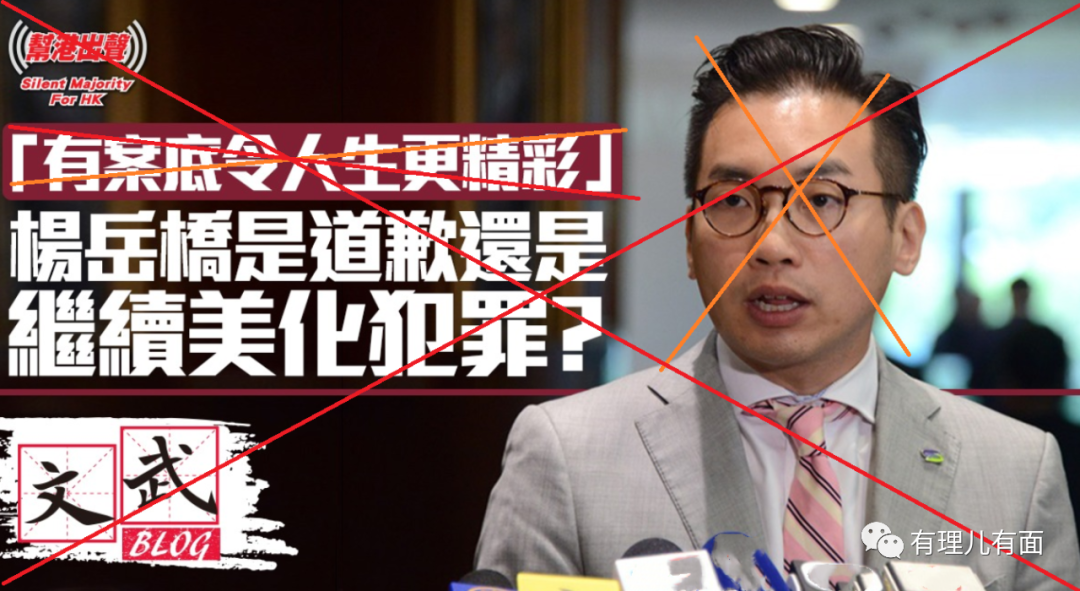 幫港出聲
Silent Majority
For HK
「有案底令人生更精彩」
楊岳橋是道歉還是
繼續美化犯罪?
文武
BLOG
有理儿有面